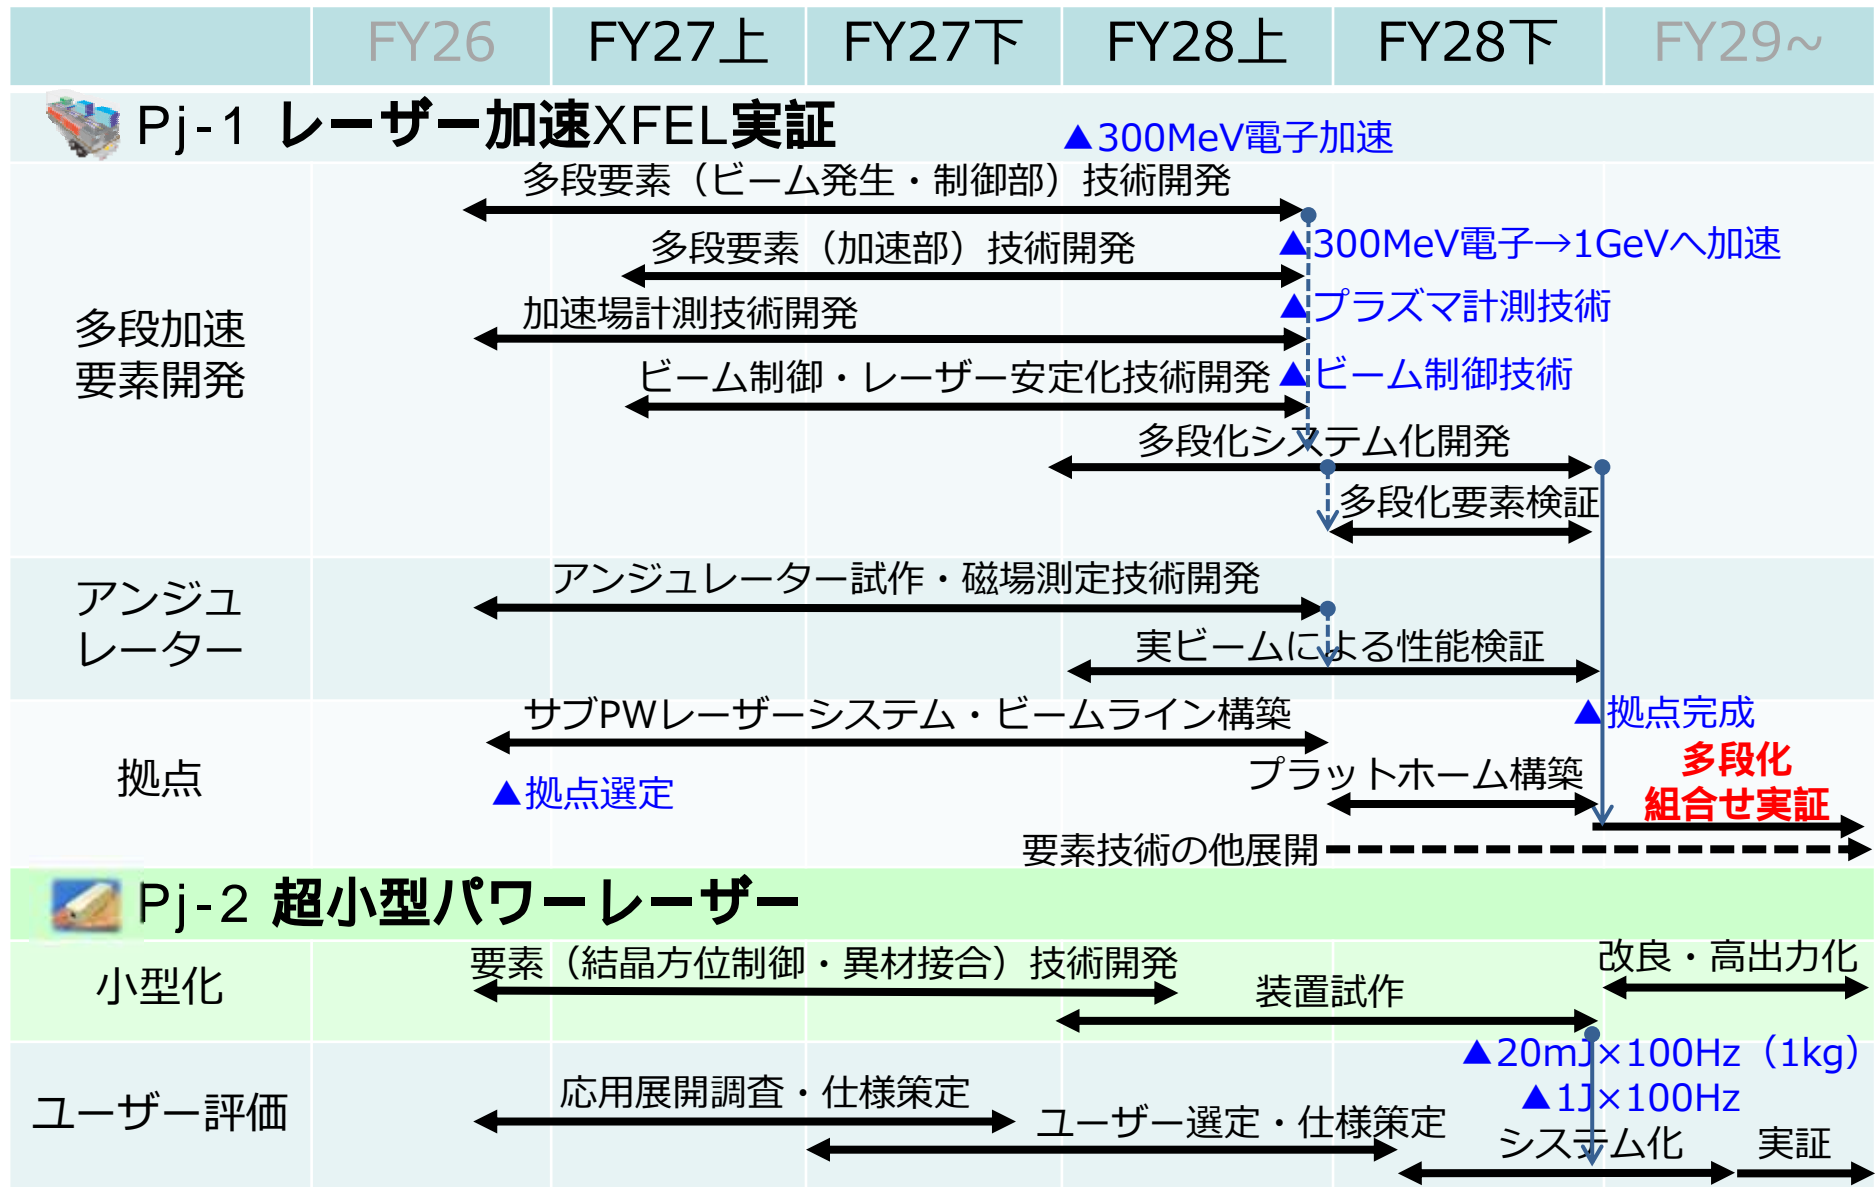 FY26 FY27上 FY27下 FY28上 FY28下 FY29~
Pj-1 レーザー加速XFEL実証
▲300MeV電子加速
多段加速
要素開発
多段要素（ビーム発生・制御部）技術開発
多段要素（加速部）技術開発
▲300MeV電子→1GeVへ加速
加速場計測技術開発
▲プラズマ計測技術
ビーム制御・レーザー安定化技術開発
▲ビーム制御技術
多段化システム化開発
多段化要素検証
アンジュ
レーター
アンジュレーター試作・磁場測定技術開発
実ビームによる性能検証
拠点
サブPWレーザーシステム・ビームライン構築
▲拠点完成
▲拠点選定
プラットホーム構築
多段化
組合せ実証
要素技術の他展開
Pj-2 超小型パワーレーザー
小型化
要素（結晶方位制御・異材接合）技術開発
装置試作
改良・高出力化
▲20mJ×100Hz（1kg）
▲1J×100Hz
ユーザー評価
応用展開調査・仕様策定
ユーザー選定・仕様策定
システム化
実証